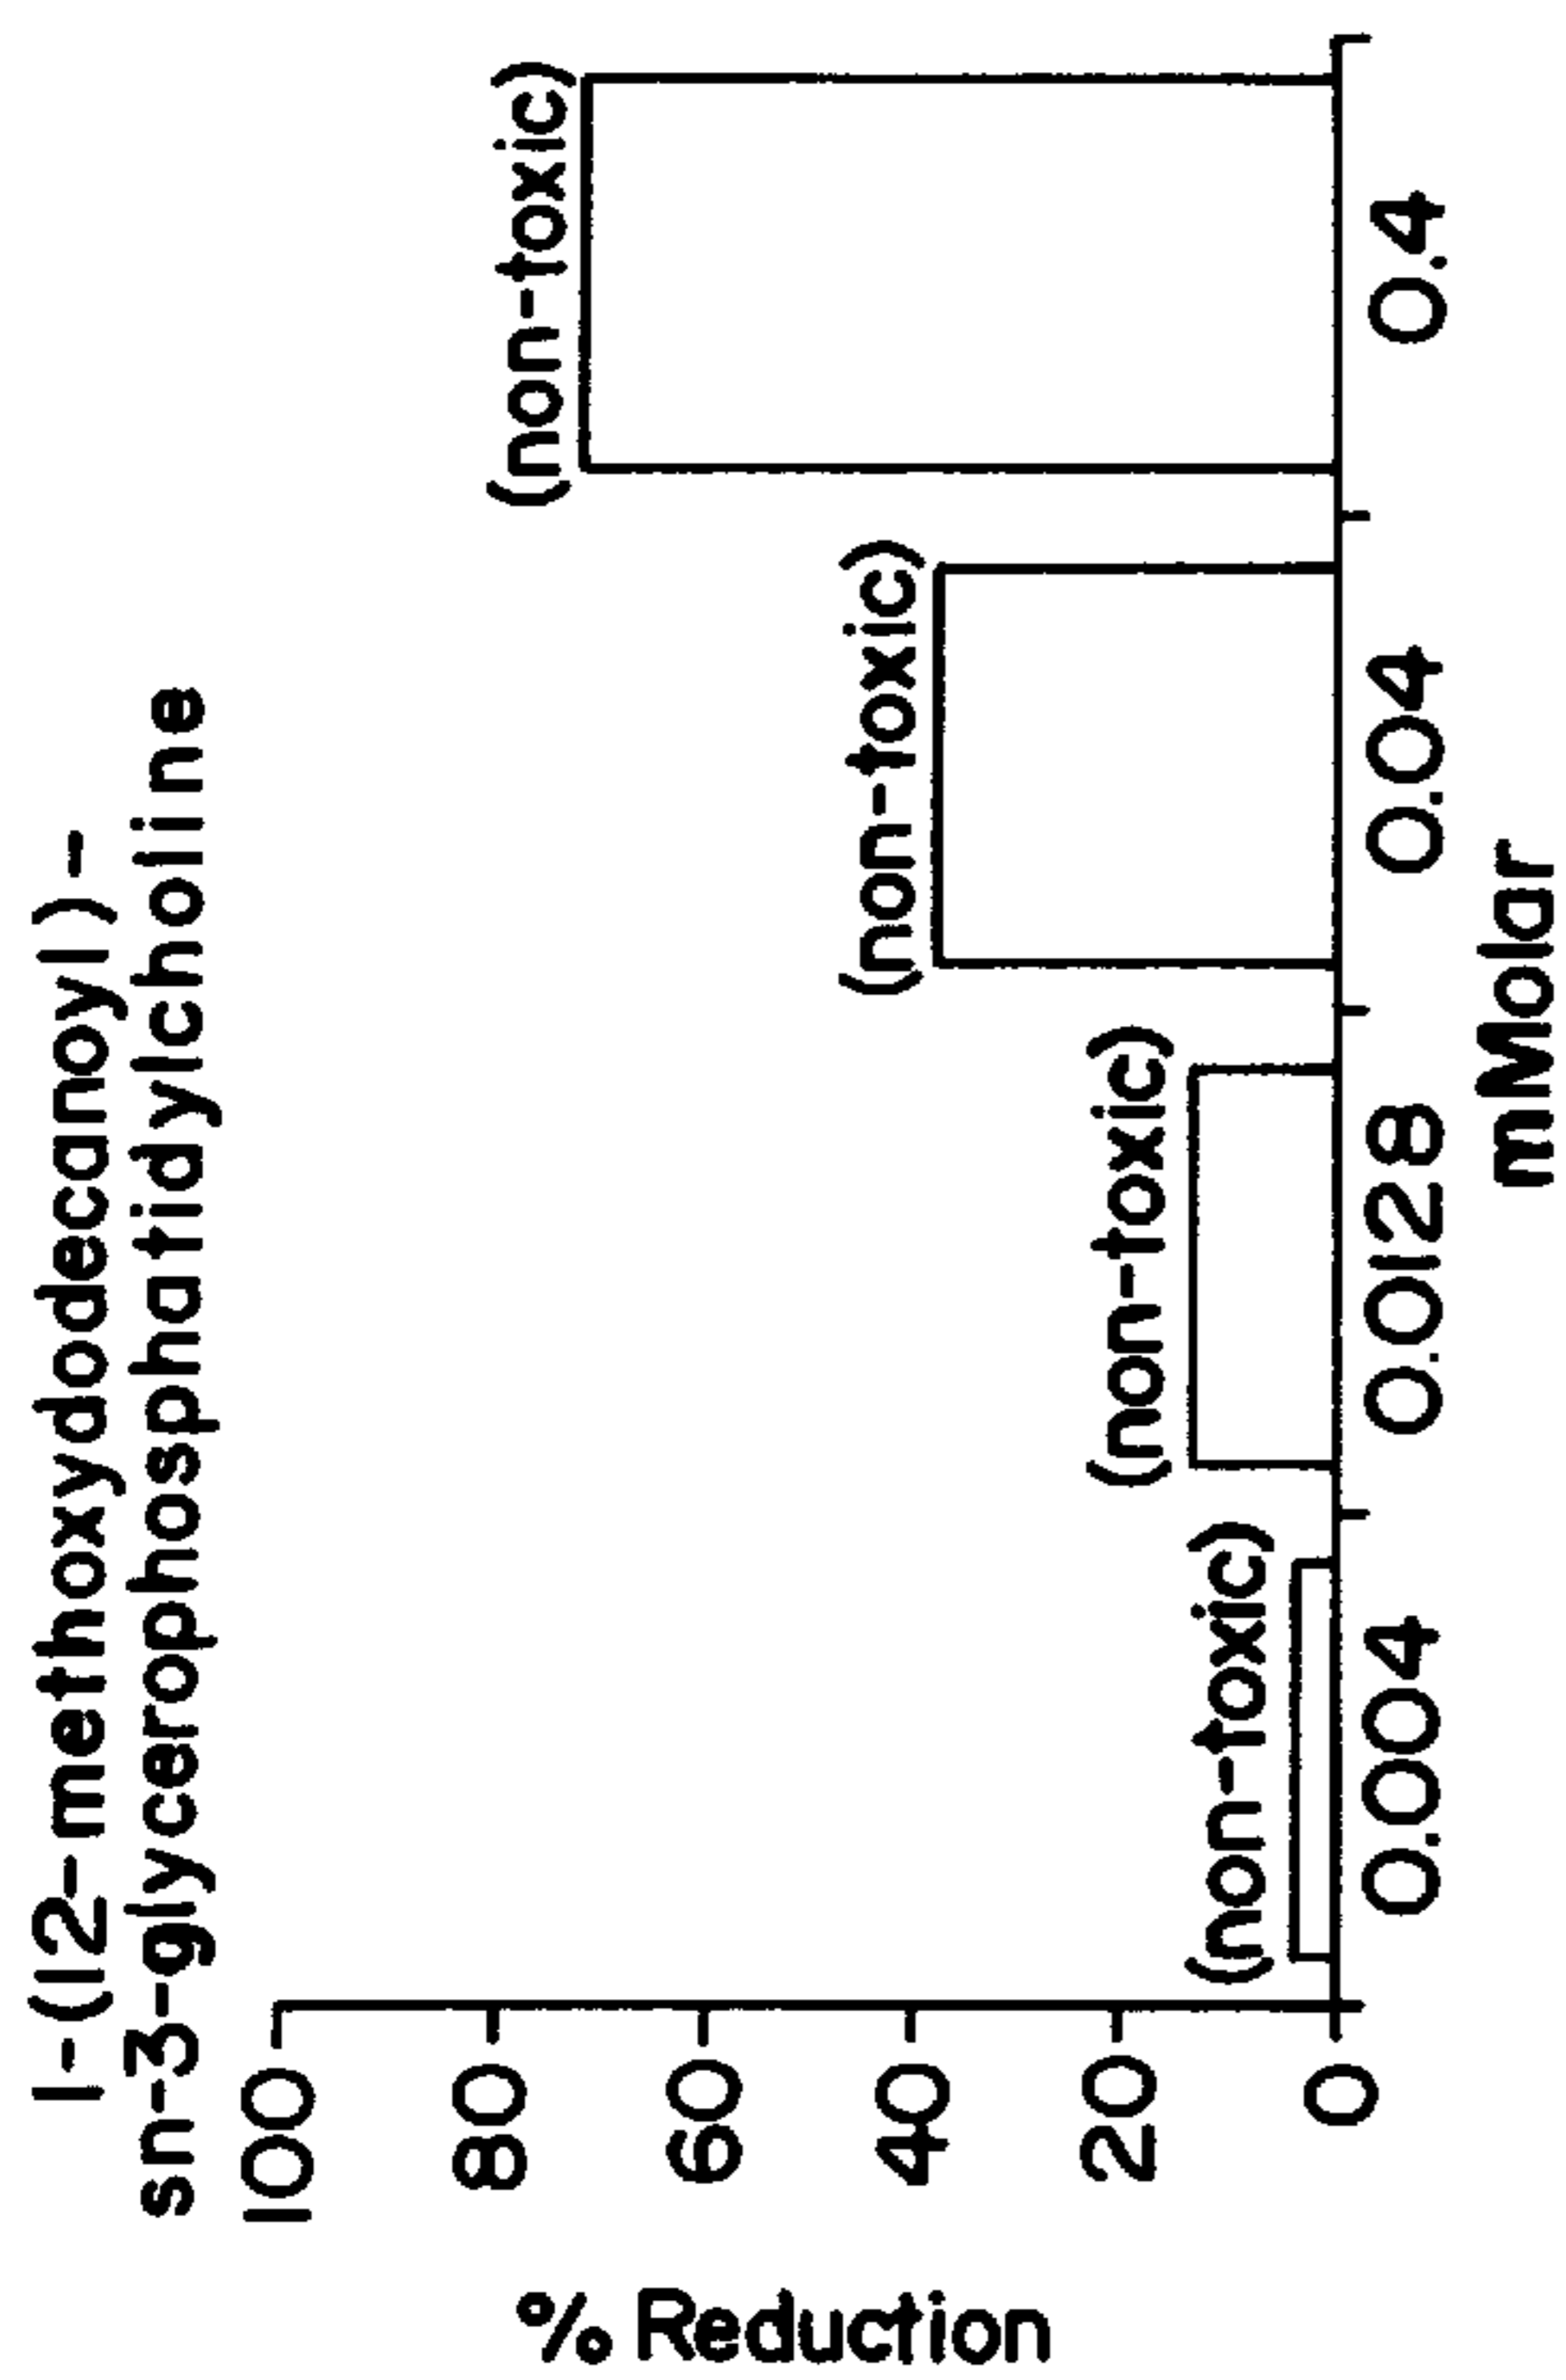 1-(12-methoxydodecanoyl)-
sn-3-glycerophosphatidylcholine
% Reduction
100
80
60
40
20
0
(non-toxic)
(non-toxic)
(non-toxic)
(non-toxic)
0.004
0.0128
0.04
0.4
mMolar